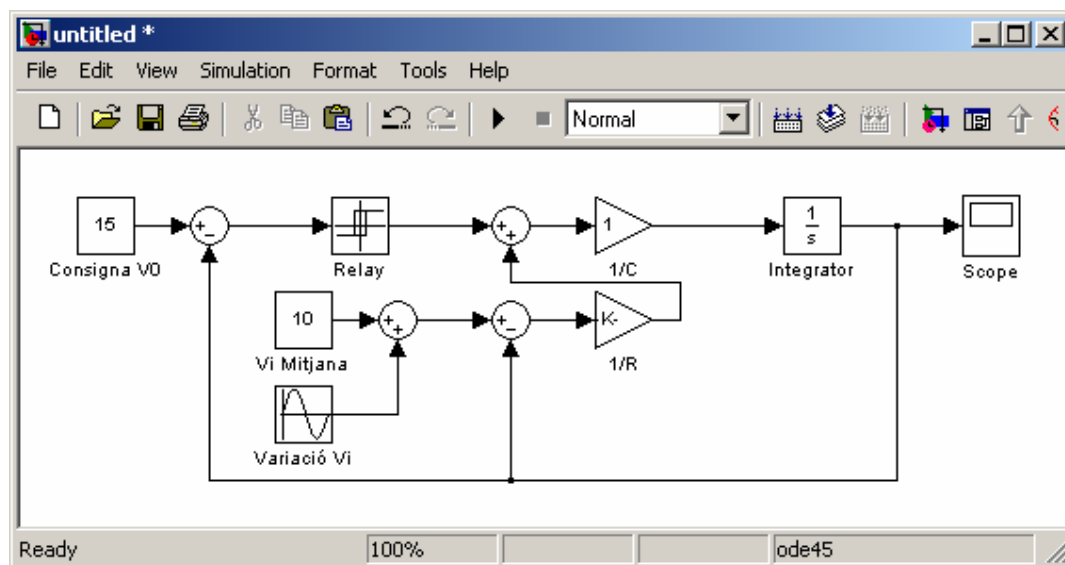 untitled *
File Edit View Simulation Format Tools Help
Normal
15
Consigna V0
+
−
Relay
+
+
1
1/C
1
s
Integrator
Scope
10
Vi Mitjana
+
+
+
−
-K-
1/R
Variació Vi
Ready 100% ode45